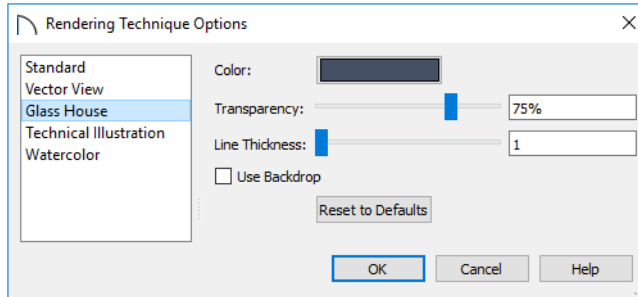 Rendering Technique Options
Standard
Vector View
Glass House
Technical Illustration
Watercolor
Color:
Transparency: 75%
Line Thickness: 1
Use Backdrop
Reset to Defaults
OK Cancel Help